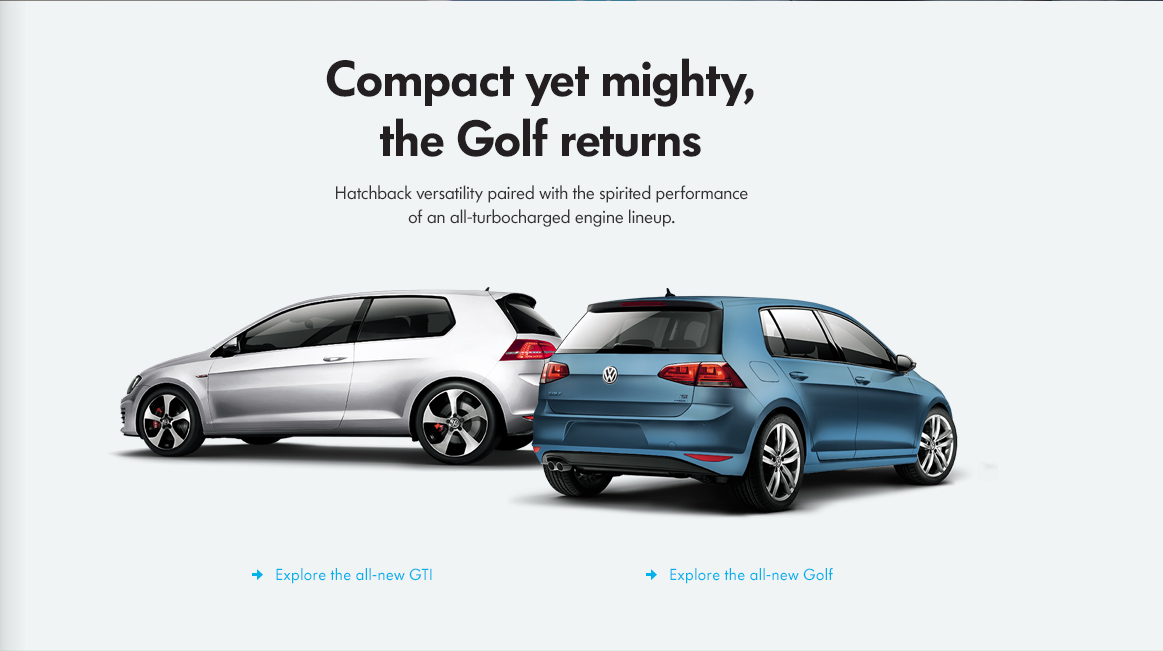 Compact yet mighty,
the Golf returns
Hatchback versatility paired with the spirited performance
of an all-turbocharged engine lineup.
Explore the all-new GTI
Explore the all-new Golf